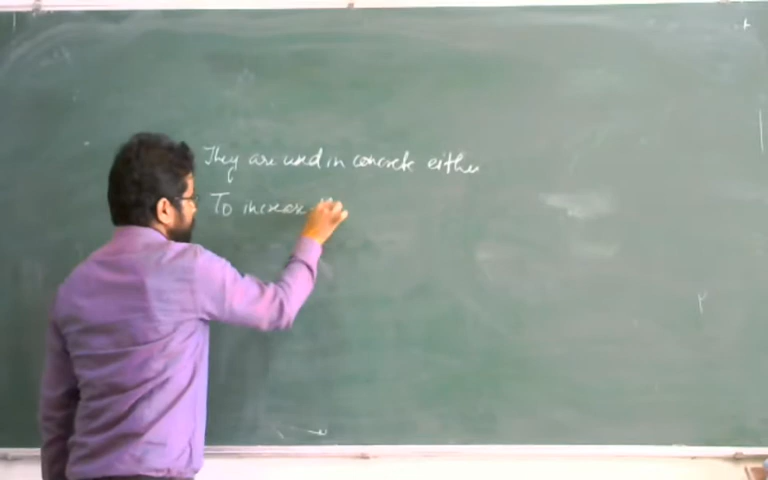 They are used in concrete either
To increase